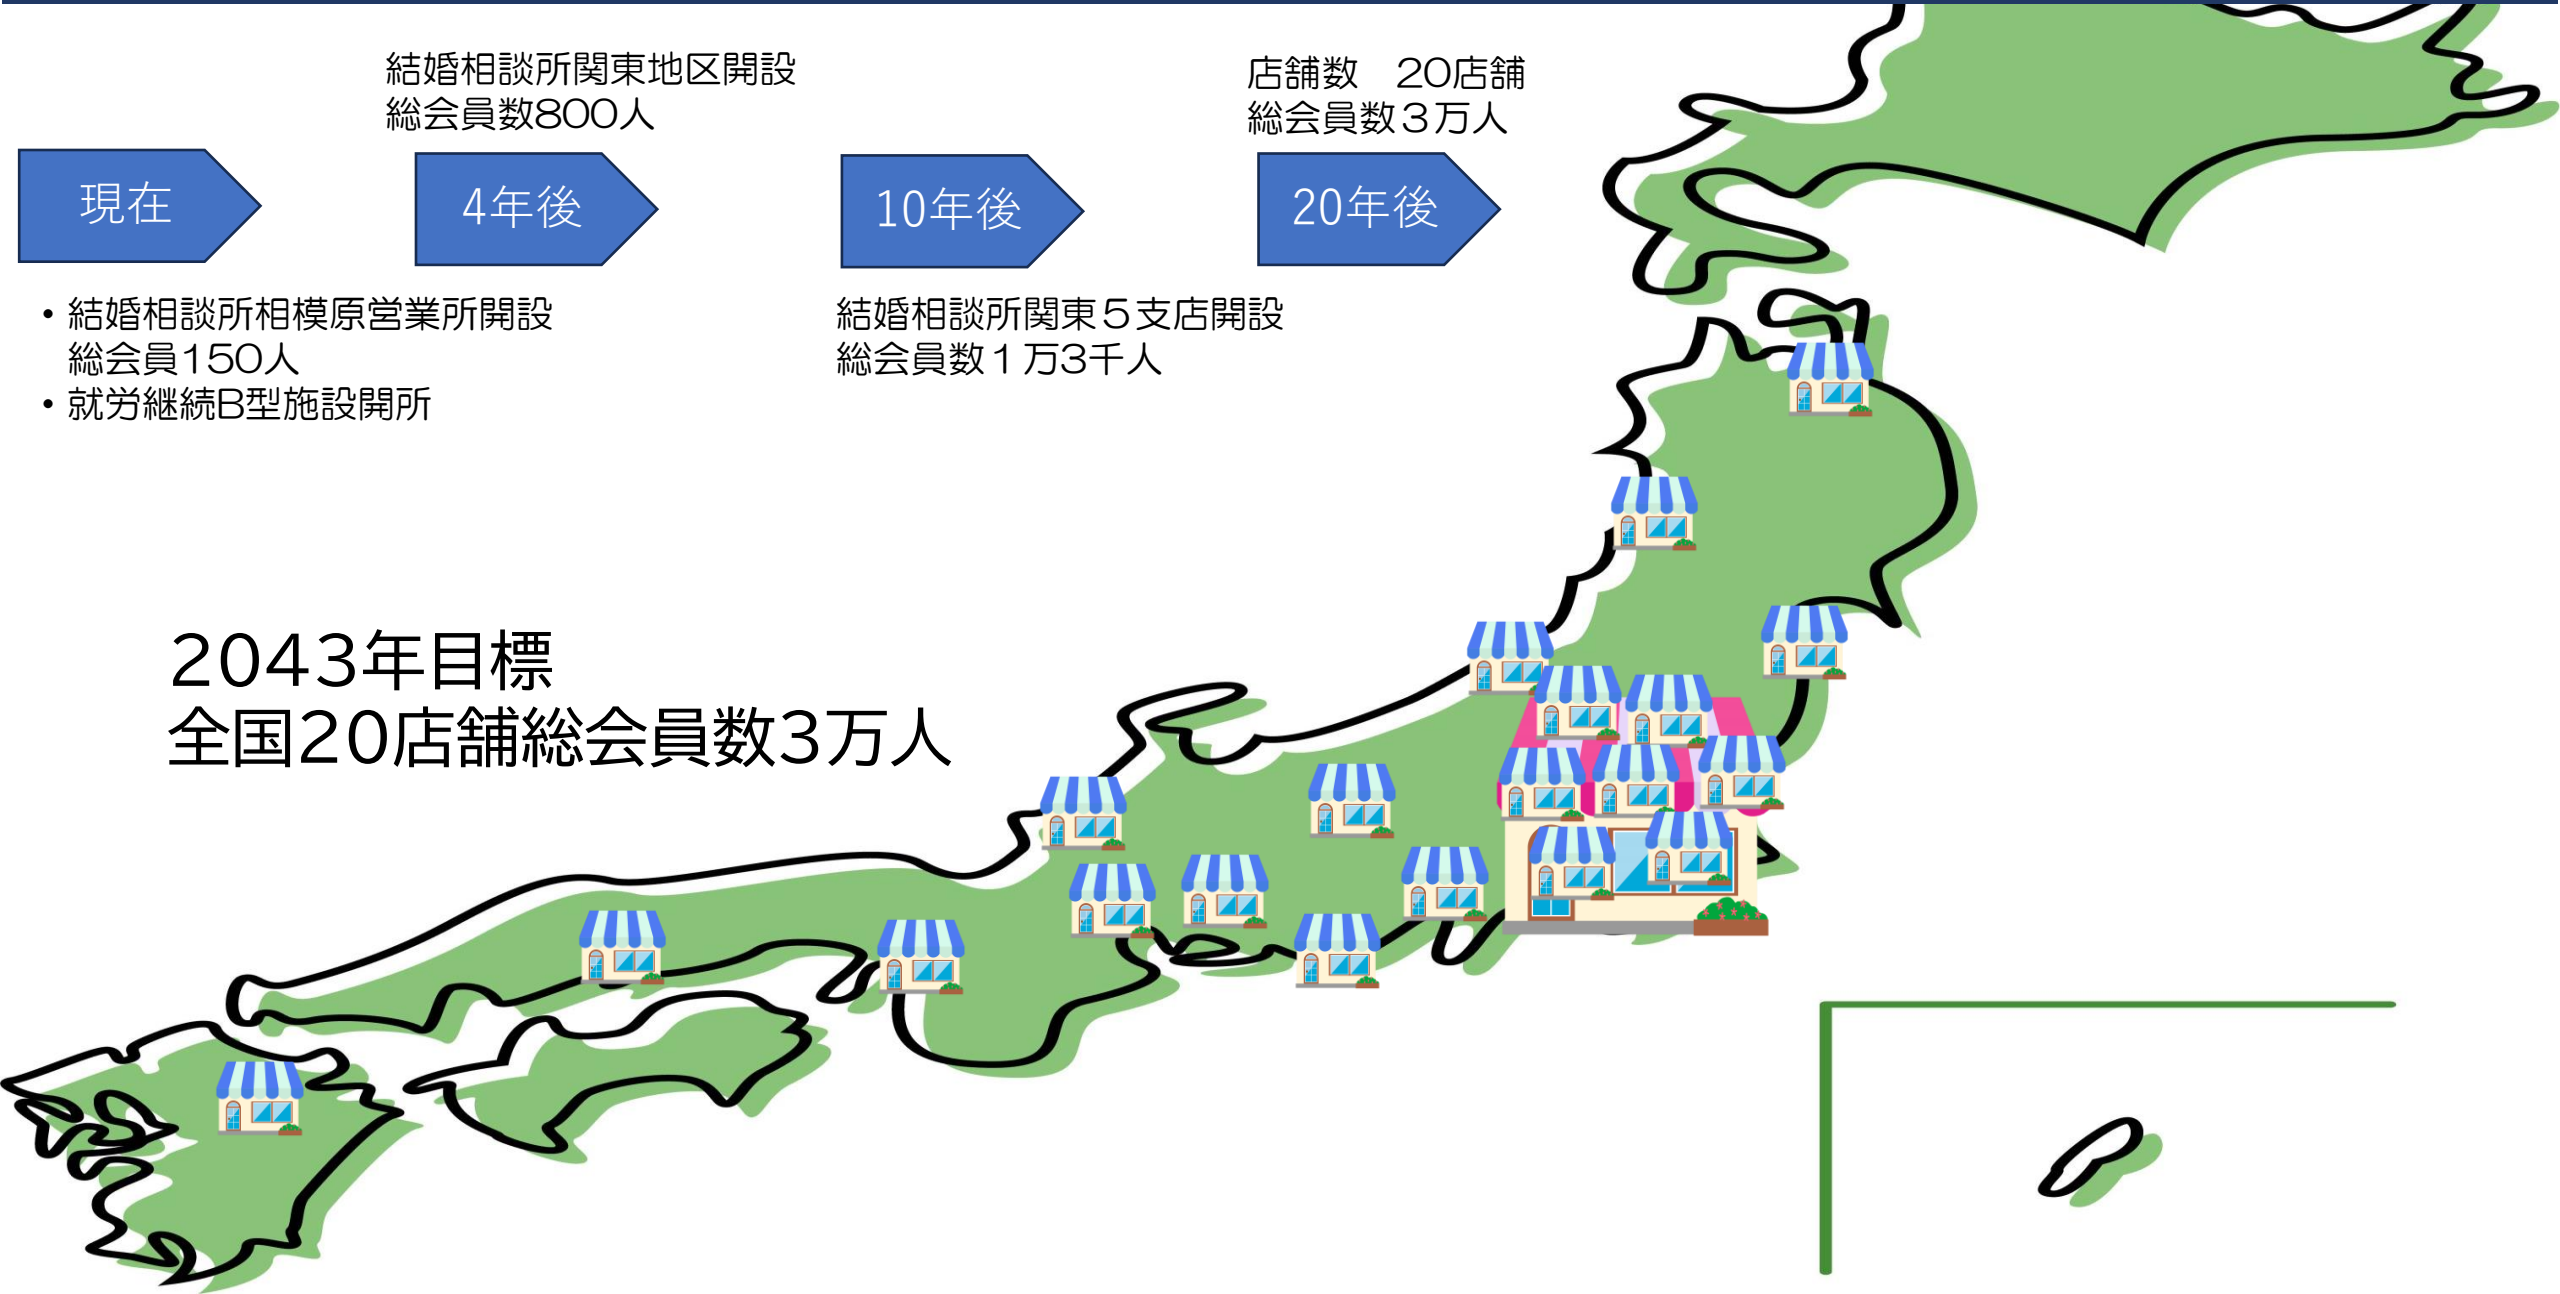 現在
・結婚相談所相模原営業所開設
総会員150人
・就労継続B型施設開所
結婚相談所関東地区開設
総会員数800人
4年後
10年後
結婚相談所関東５支店開設
総会員数１万3千人
店舗数　20店舗
総会員数３万人
20年後
2043年目標
全国20店舗総会員数3万人